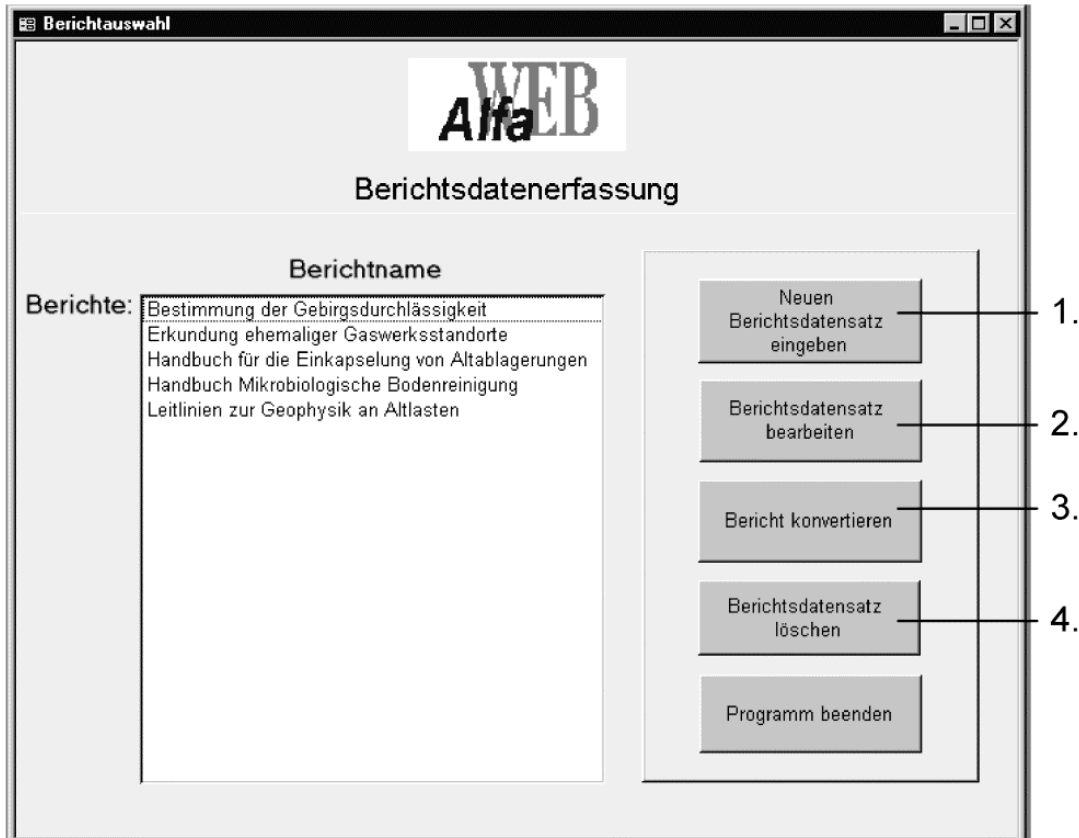 Berichtauswahl
AlfaWEB
Berichtsdatenerfassung
Berichtname
Berichte:
Bestimmung der Gebirgsdurchlässigkeit
Erkundung ehemaliger Gaswerksstandorte
Handbuch für die Einkapselung von Altablagerungen
Handbuch Mikrobiologische Bodenreinigung
Leitlinien zur Geophysik an Altlasten
Neuen
Berichtsdatensatz
eingeben
1.
Berichtsdatensatz
bearbeiten
2.
Bericht konvertieren
3.
Berichtsdatensatz
löschen
4.
Programm beenden